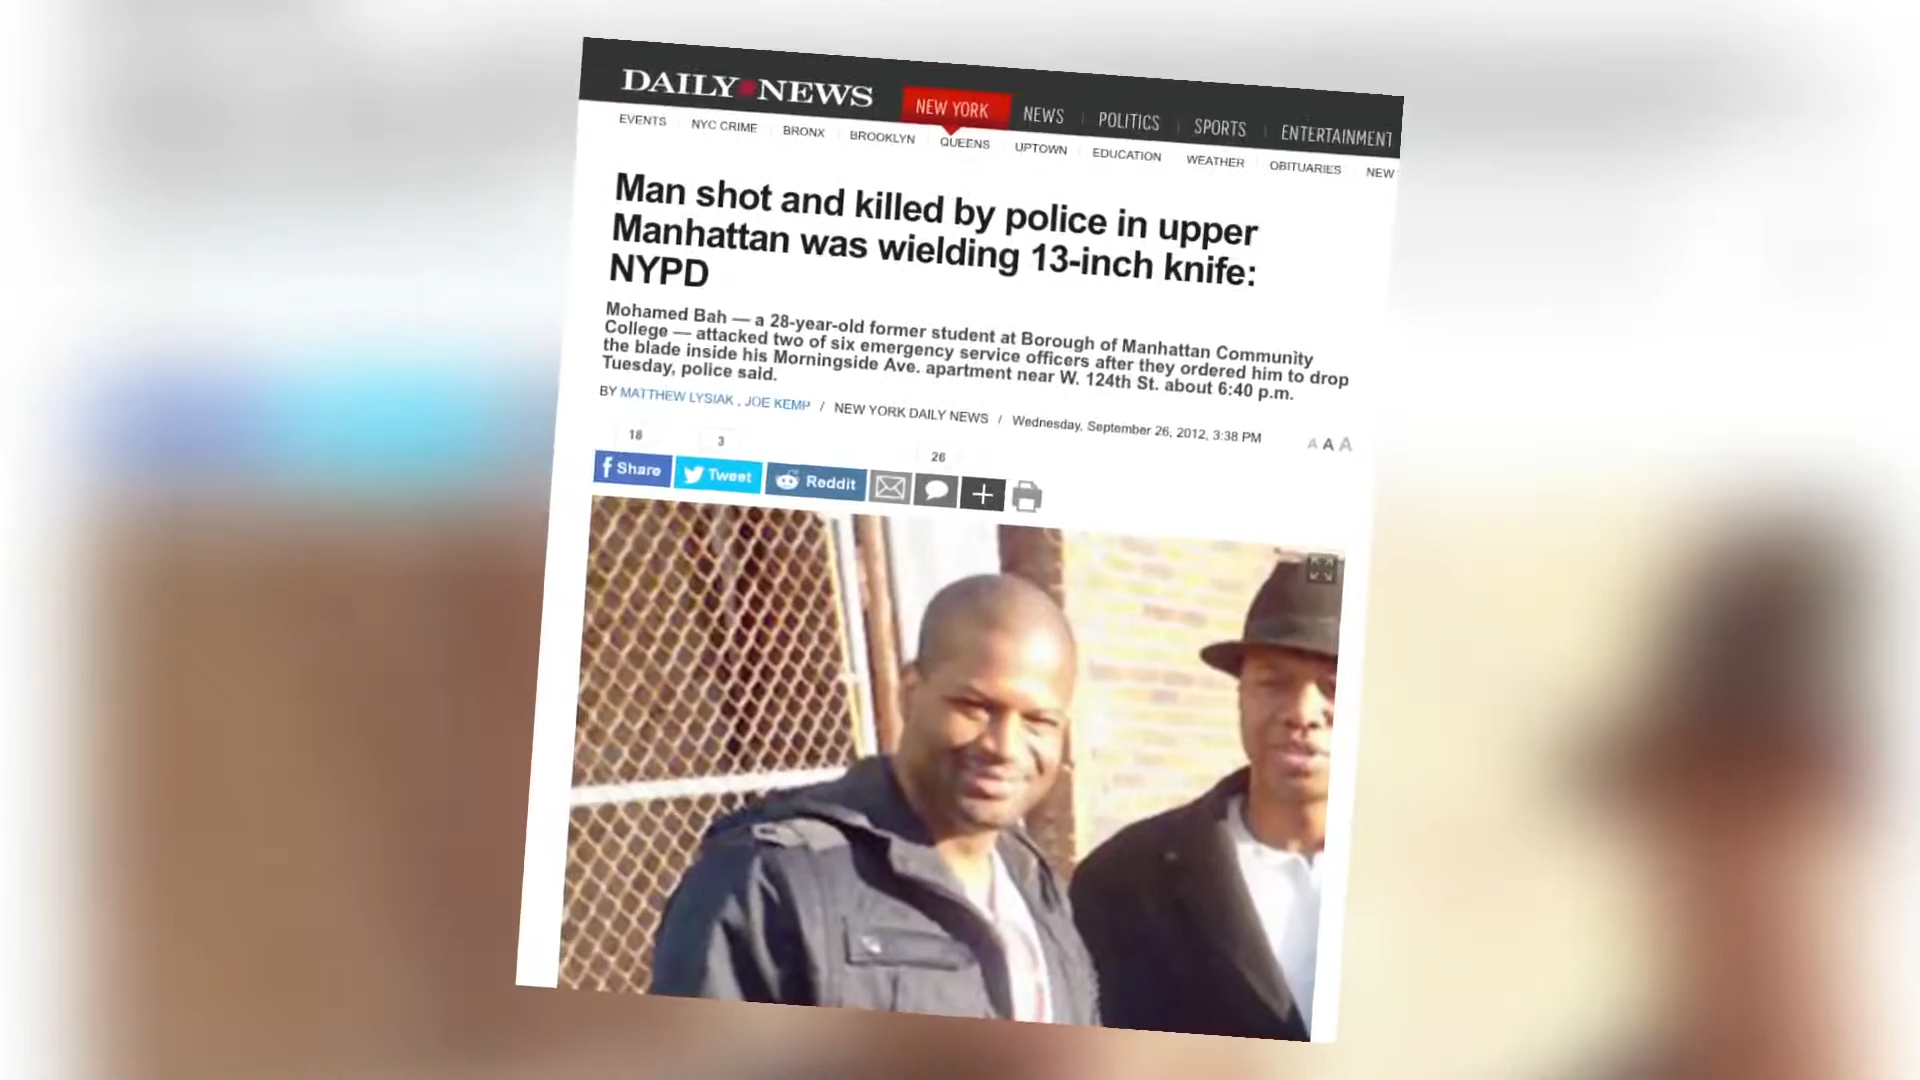 DAILY NEWS
NEW YORK NEWS POLITICS SPORTS ENTERTAINMENT
EVENTS NYC CRIME BRONX BROOKLYN QUEENS UPTOWN EDUCATION WEATHER OBITUARIES NEW
Man shot and killed by police in upper
Manhattan was wielding 13-inch knife:
NYPD
Mohamed Bah — a 28-year-old former student at Borough of Manhattan Community
College — attacked two of six emergency service officers after they ordered him to drop
the blade inside his Morningside Ave. apartment near W. 124th St. about 6:40 p.m.
Tuesday, police said.
BY MATTHEW LYSIAK , JOE KEMP / NEW YORK DAILY NEWS / Wednesday, September 26, 2012, 3:38 PM
A A A
18 3 26
f Share Tweet Reddit